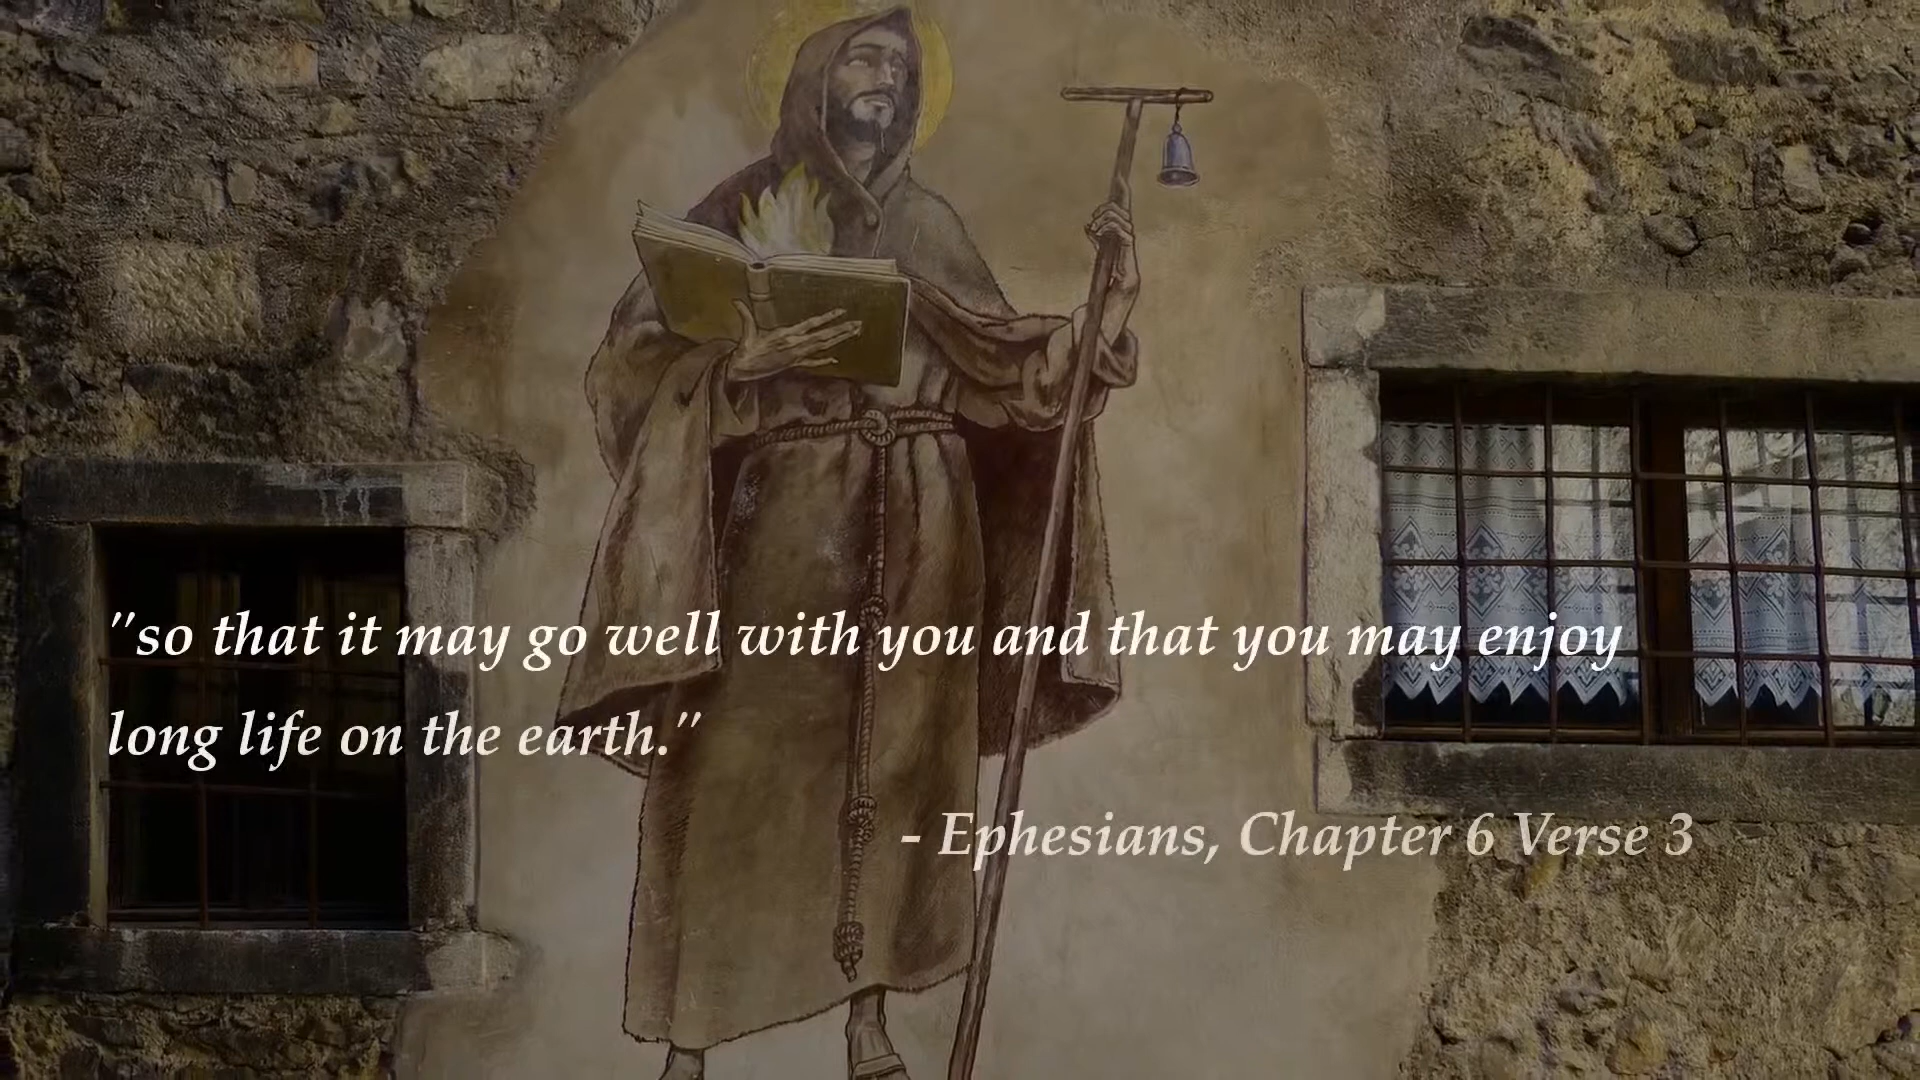 "so that it may go well with you and that you may enjoy
long life on the earth."
- Ephesians, Chapter 6 Verse 3